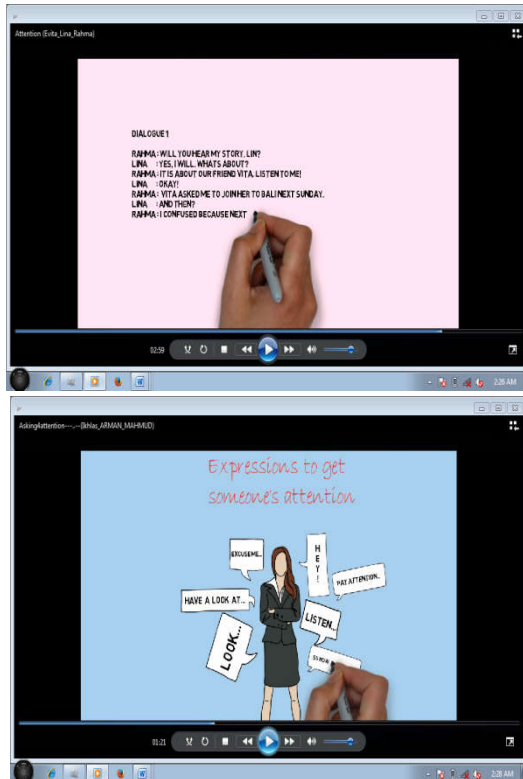 Attention (Evita_Lina_Rahma)
DIALOGUE 1
RAHMA : WILL YOU HEAR MY STORY, LIN?
LINA : YES, I WILL. WHATS ABOUT?
RAHMA : IT IS ABOUT OUR FRIEND VITA. LISTEN TO ME!
LINA : OKAY!
RAHMA : VITA ASKED ME TO JOIN HER TO BALI NEXT SUNDAY.
LINA : AND THEN?
RAHMA : I CONFUSED BECAUSE NEXT
02:59
2:28 AM
Asking4attention---..--(Ikhlas_ARMAN_MAHMUD)
Expressions to get
someone's attention
EXCUSE ME...
HEY!
PAY ATTENTION...
HAVE A LOOK AT...
LISTEN...
LOOK...
01:21
2:28 AM